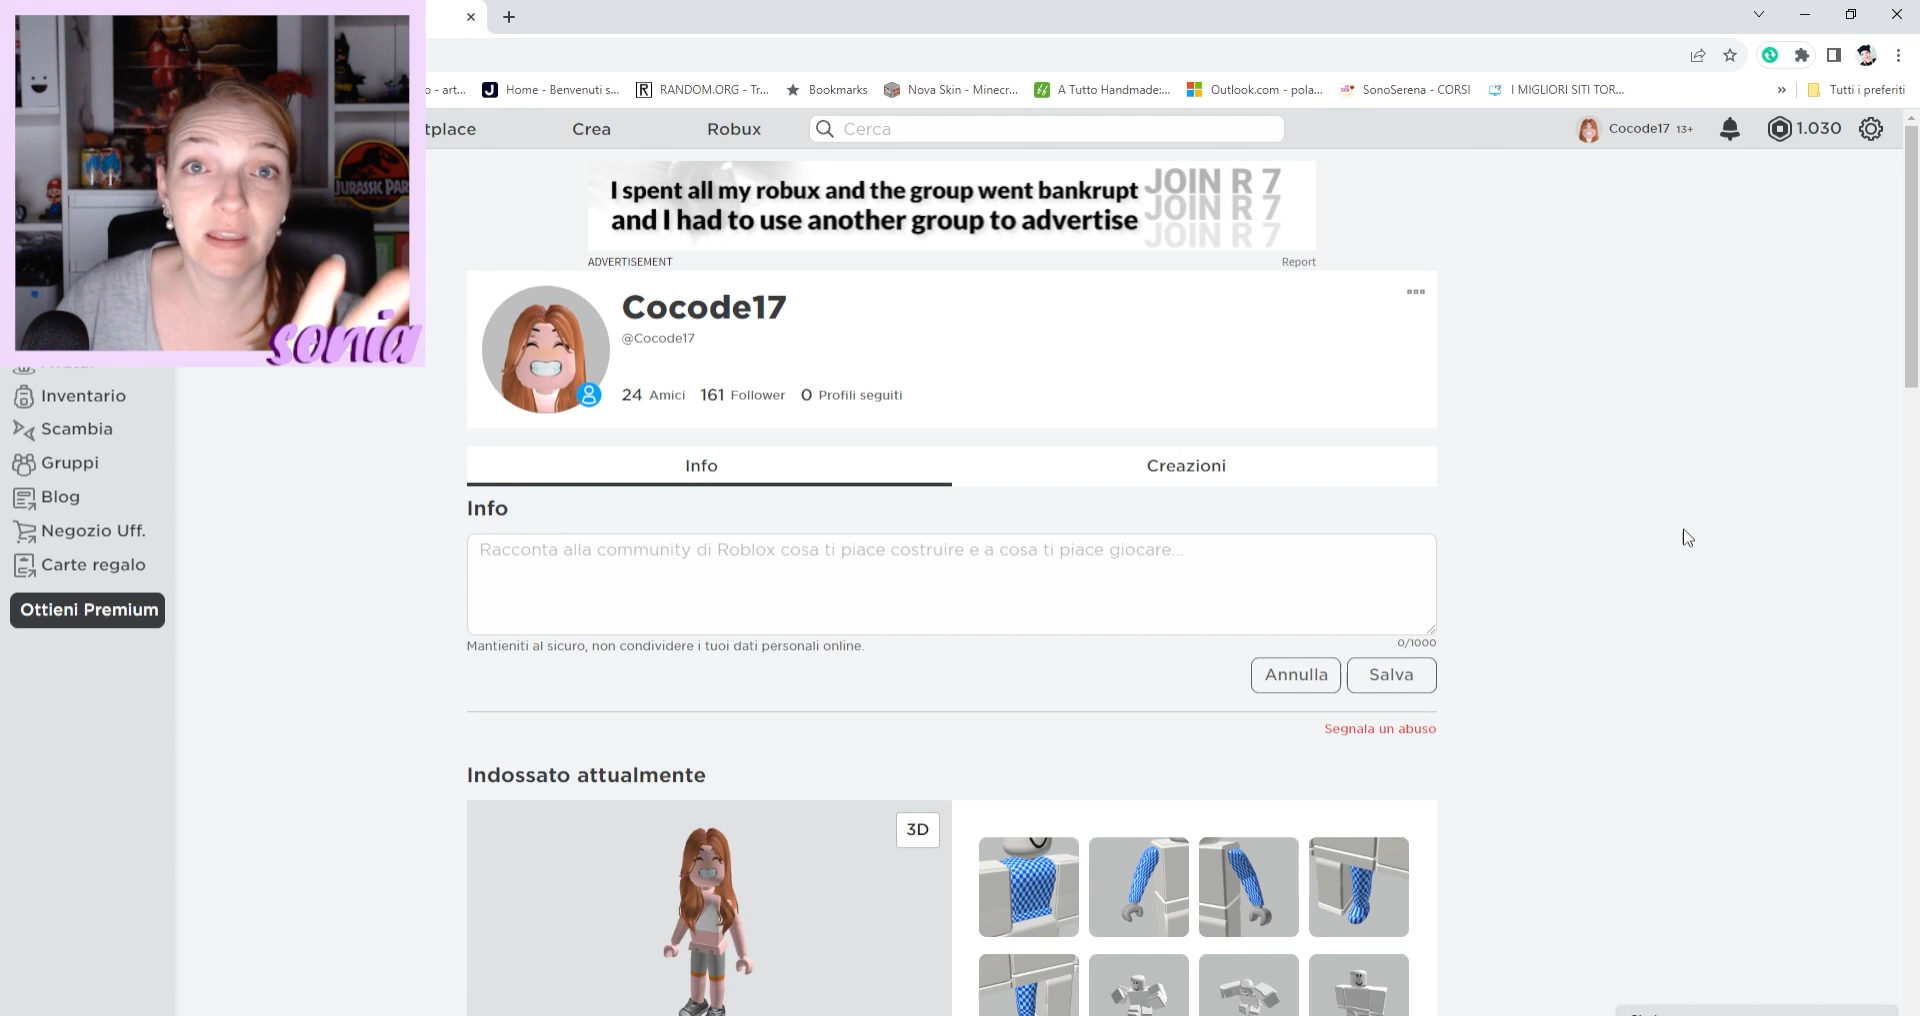 o - art...
Home - Benvenuti s...
RANDOM.ORG - Tr...
Bookmarks
Nova Skin - Minecr...
A Tutto Handmade:...
Outlook.com - pola...
SonoSerena - CORSI
I MIGLIORI SITI TOR...
»
Tutti i preferiti
tplace
Crea
Robux
Cerca
Cocode17 13+
1.030
JURASSIC PAR
sonia
I spent all my robux and the group went bankrupt
and I had to use another group to advertise
JOIN R 7
JOIN R 7
JOIN R 7
ADVERTISEMENT
Report
Cocode17
@Cocode17
24 Amici 161 Follower 0 Profili seguiti
Inventario
Scambia
Gruppi
Blog
Negozio Uff.
Carte regalo
Ottieni Premium
Info
Creazioni
Info
Racconta alla community di Roblox cosa ti piace costruire e a cosa ti piace giocare...
Mantieniti al sicuro, non condividere i tuoi dati personali online.
0/1000
Annulla
Salva
Segnala un abuso
Indossato attualmente
3D